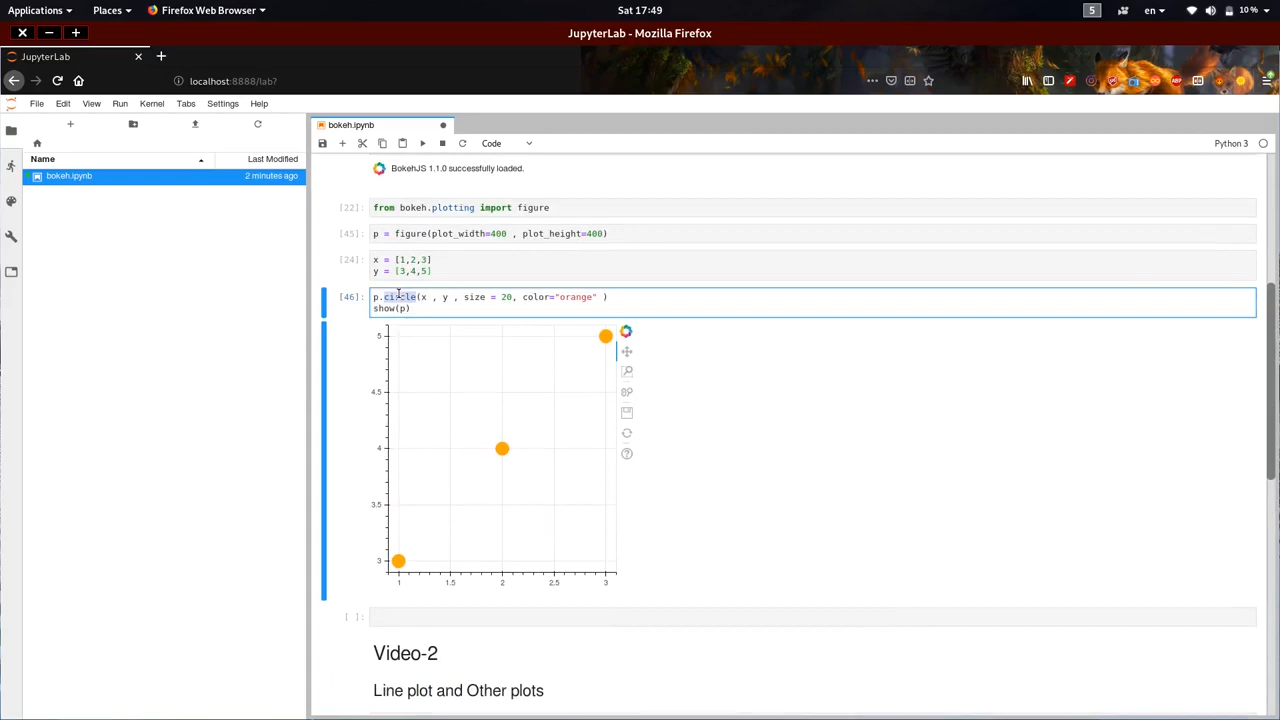 Applications Places Firefox Web Browser Sat 17:49 5 en 10 %
JupyterLab - Mozilla Firefox
JupyterLab
localhost:8888/lab?
File Edit View Run Kernel Tabs Settings Help
bokeh.ipynb
Code Python 3
Name Last Modified
bokeh.ipynb 2 minutes ago
BokehJS 1.1.0 successfully loaded.
[22]: from bokeh.plotting import figure
[45]: p = figure(plot_width=400 , plot_height=400)
[24]: x = [1,2,3]
y = [3,4,5]
[46]: p.circle(x , y , size = 20, color="orange" )
show(p)
5
4.5
4
3.5
3
1 1.5 2 2.5 3
[ ]:
Video-2
Line plot and Other plots